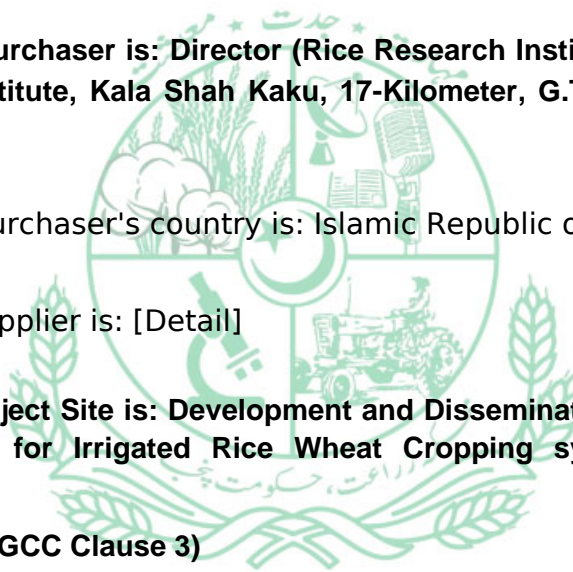 urchaser is: Director (Rice Research Insti
titute, Kala Shah Kaku, 17-Kilometer, G.T
urchaser's country is: Islamic Republic o
pplier is: [Detail]
ject Site is: Development and Disseminat
for Irrigated Rice Wheat Cropping sy
GCC Clause 3)